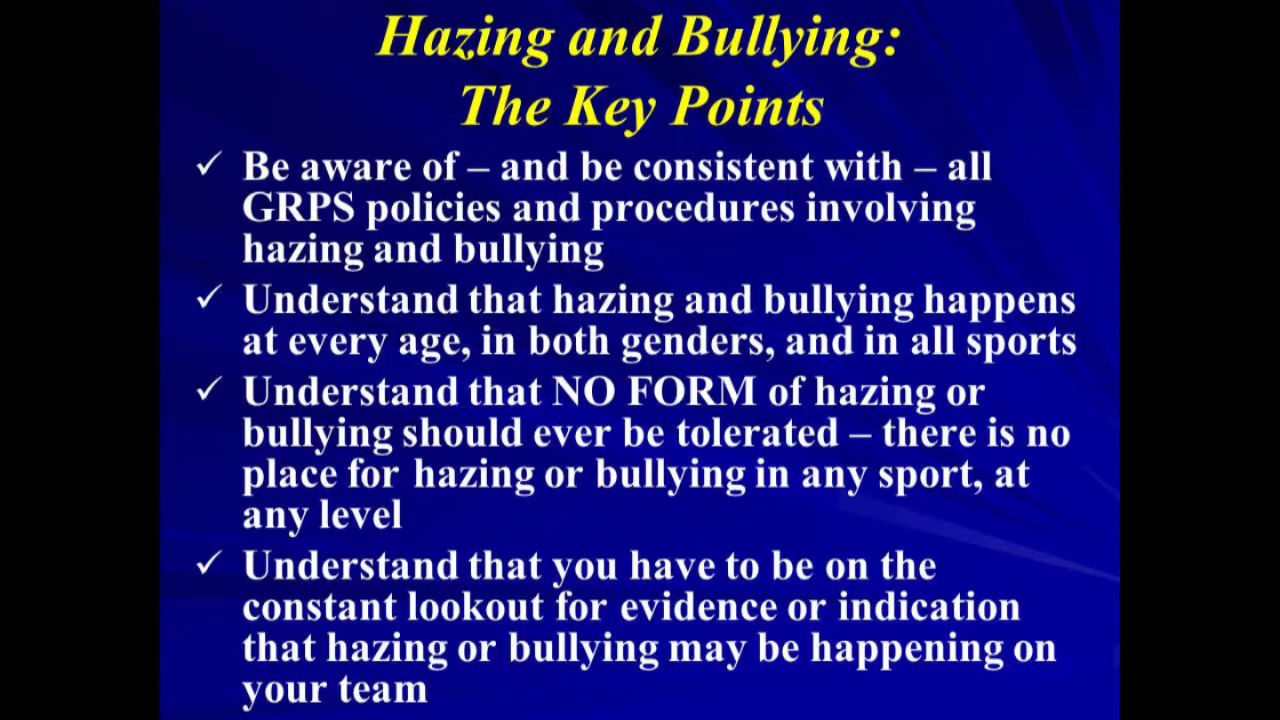 Hazing and Bullying:
The Key Points
✓ Be aware of – and be consistent with – all
GRPS policies and procedures involving
hazing and bullying
✓ Understand that hazing and bullying happens
at every age, in both genders, and in all sports
✓ Understand that NO FORM of hazing or
bullying should ever be tolerated – there is no
place for hazing or bullying in any sport, at
any level
✓ Understand that you have to be on the
constant lookout for evidence or indication
that hazing or bullying may be happening on
your team